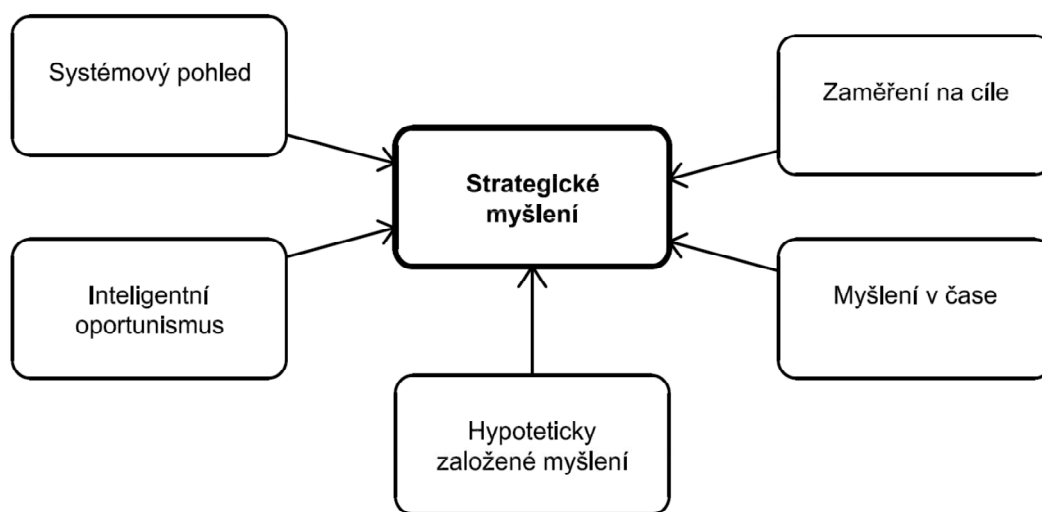 Systémový pohled
Zaměření na cíle
Strategické
myšlení
Inteligentní
oportunismus
Myšlení v čase
Hypoteticky
založené myšlení